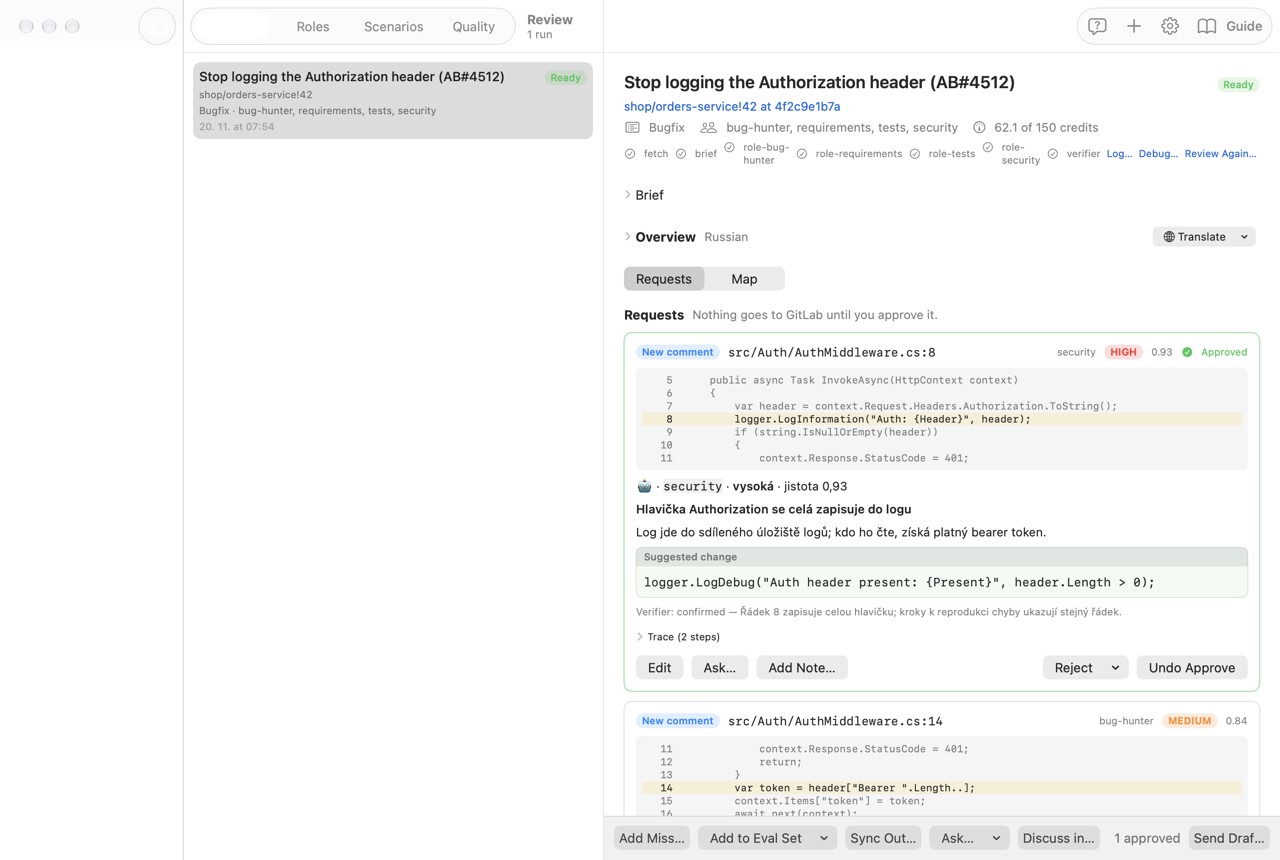 Roles Scenarios Quality
Review
1 run
Guide
Stop logging the Authorization header (AB#4512) Ready
shop/orders-service!42
Bugfix · bug-hunter, requirements, tests, security
20. 11. at 07:54
Stop logging the Authorization header (AB#4512) Ready
shop/orders-service!42 at 4f2c9e1b7a
Bugfix bug-hunter, requirements, tests, security 62.1 of 150 credits
fetch brief role-bug-hunter role-requirements role-tests role-security verifier Log... Debug... Review Again...
Brief
Overview Russian Translate
Requests Map
Requests Nothing goes to GitLab until you approve it.
New comment src/Auth/AuthMiddleware.cs:8 security HIGH 0.93 Approved
5 public async Task InvokeAsync(HttpContext context)
6 {
7 var header = context.Request.Headers.Authorization.ToString();
8 logger.LogInformation("Auth: {Header}", header);
9 if (string.IsNullOrEmpty(header))
10 {
11 context.Response.StatusCode = 401;
· security · vysoká · jistota 0,93
Hlavička Authorization se celá zapisuje do logu
Log jde do sdíleného úložiště logů; kdo ho čte, získá platný bearer token.
Suggested change
logger.LogDebug("Auth header present: {Present}", header.Length > 0);
Verifier: confirmed — Řádek 8 zapisuje celou hlavičku; kroky k reprodukci chyby ukazují stejný řádek.
Trace (2 steps)
Edit Ask... Add Note... Reject Undo Approve
New comment src/Auth/AuthMiddleware.cs:14 bug-hunter MEDIUM 0.84
11 context.Response.StatusCode = 401;
12 return;
13 }
14 var token = header["Bearer ".Length..];
15 context.Items["token"] = token;
16 await next(context);
Add Miss... Add to Eval Set Sync Out... Ask... Discuss in... 1 approved Send Draf...